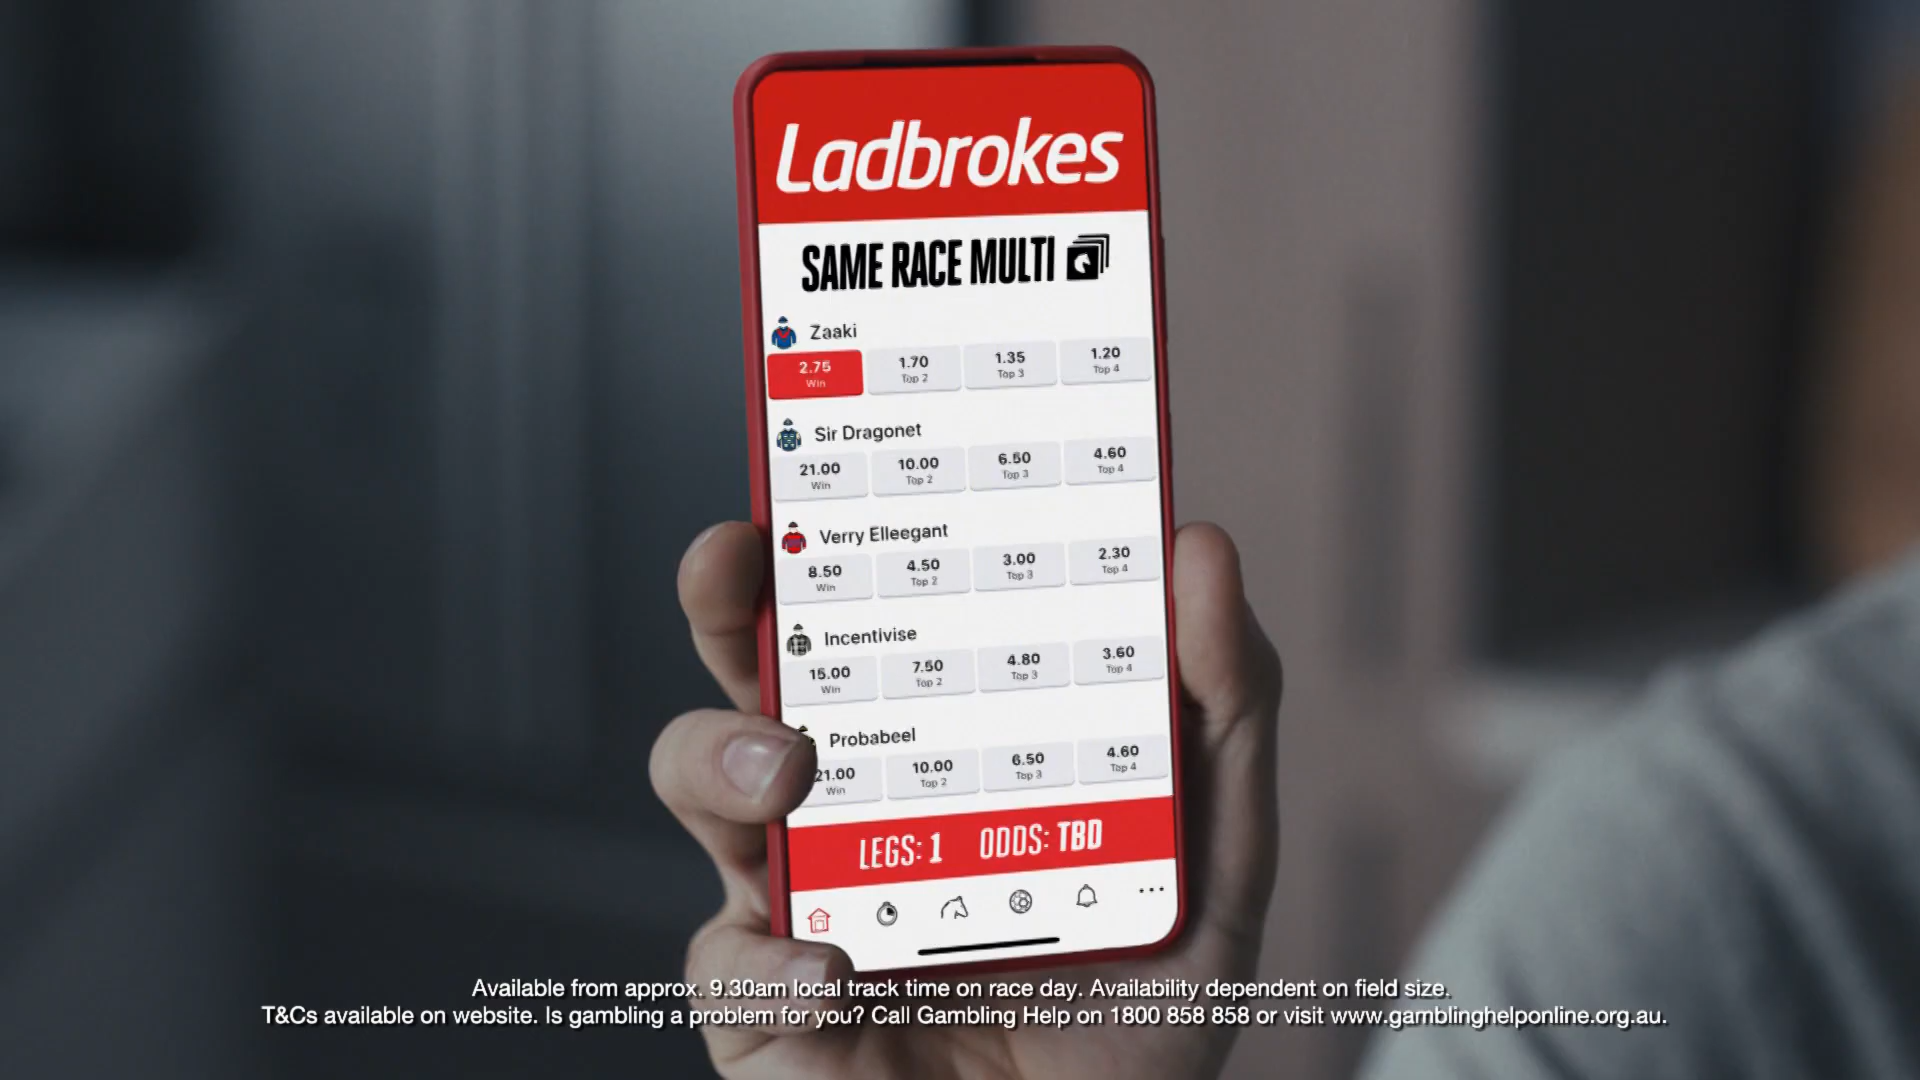 Ladbrokes
SAME RACE MULTI
Zaaki
2.75 1.70 1.35 1.20
Win Top 2 Top 3 Top 4
Sir Dragonet
21.00 10.00 6.50 4.60
Win Top 2 Top 3 Top 4
Verry Elleegant
8.50 4.50 3.00 2.30
Win Top 2 Top 3 Top 4
Incentivise
15.00 7.50 4.80 3.60
Win Top 2 Top 3 Top 4
Probabeel
21.00 10.00 6.50 4.60
Win Top 2 Top 3 Top 4
LEGS: 1 ODDS: TBD
Available from approx. 9.30am local track time on race day. Availability dependent on field size.
T&Cs available on website. Is gambling a problem for you? Call Gambling Help on 1800 858 858 or visit www.gamblinghelponline.org.au.